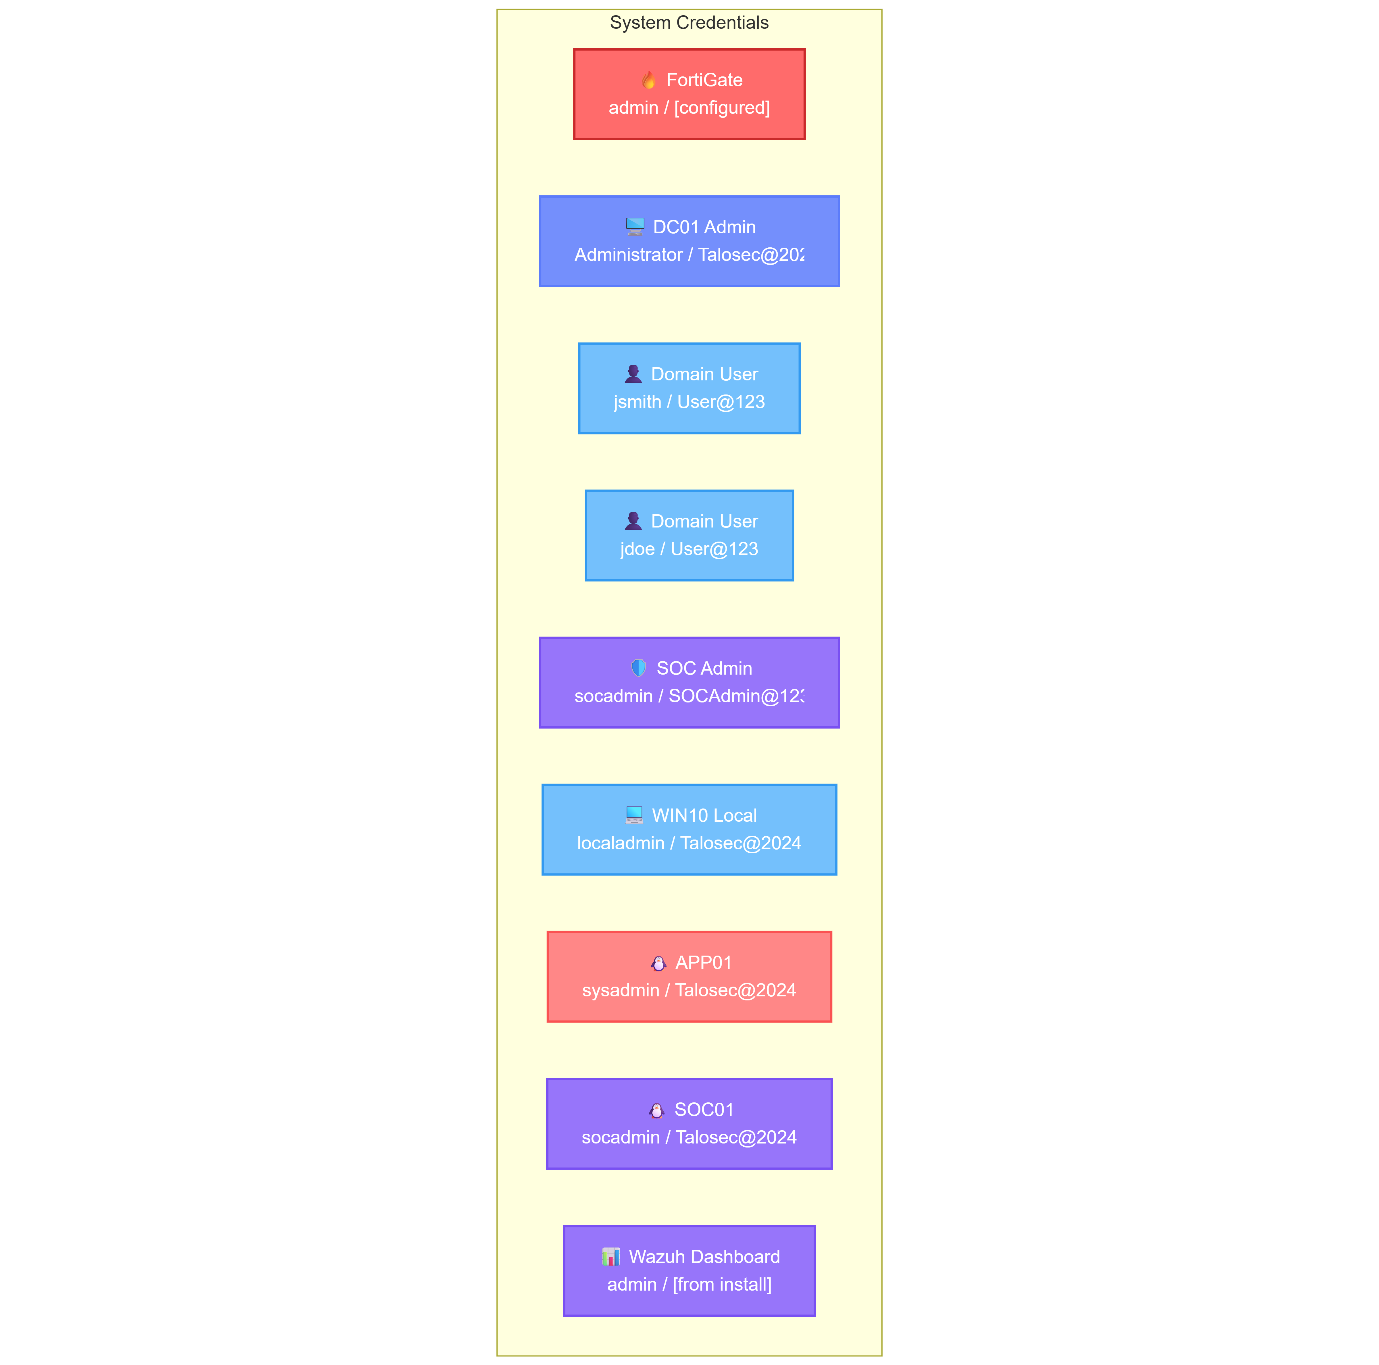 System Credentials
FortiGate
admin / [configured]
DC01 Admin
Administrator / Talosec@202
Domain User
jsmith / User@123
Domain User
jdoe / User@123
SOC Admin
socadmin / SOCAdmin@123
WIN10 Local
localadmin / Talosec@2024
APP01
sysadmin / Talosec@2024
SOC01
socadmin / Talosec@2024
Wazuh Dashboard
admin / [from install]